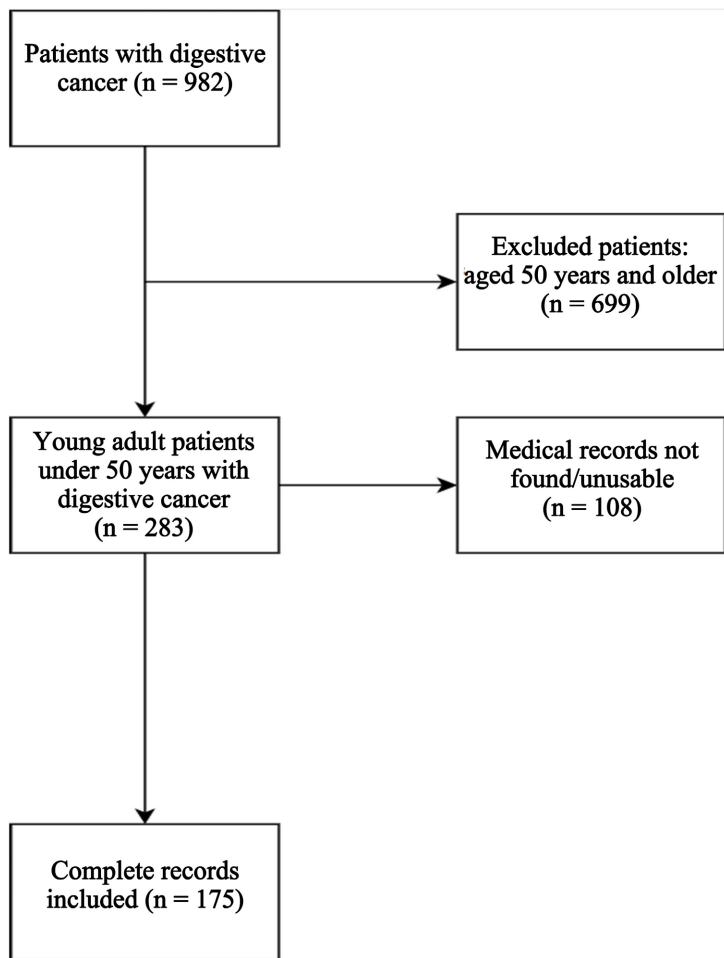 Patients with digestive
cancer (n = 982)
Excluded patients:
aged 50 years and older
(n = 699)
Young adult patients
under 50 years with
digestive cancer
(n = 283)
Medical records not
found/unusable
(n = 108)
Complete records
included (n = 175)